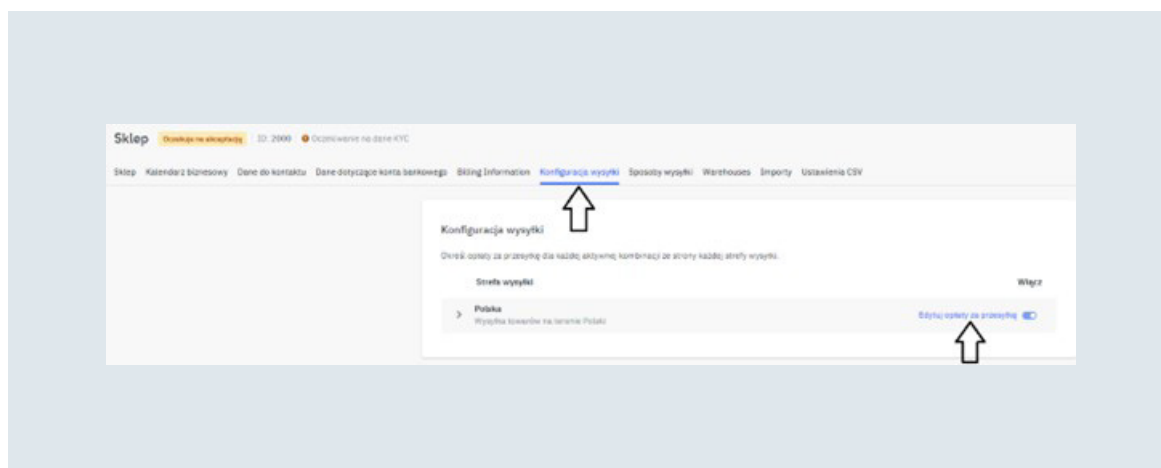 Sklep Oczekuje na akceptację ID: 2000 Oczekiwanie na dane KYC
Sklep Kalendarz biznesowy Dane do kontaktu Dane dotyczące konta bankowego Billing Information Konfiguracja wysyłki Sposoby wysyłki Warehouses Importy Ustawienia CSV
Konfiguracja wysyłki
Określ opłaty za przesyłkę dla każdej aktywnej kombinacji ze strony każdej strefy wysyłki.
Strefa wysyłki Włącz
Polska Edytuj opłaty za przesyłkę
Wysyłka towarów na terenie Polski